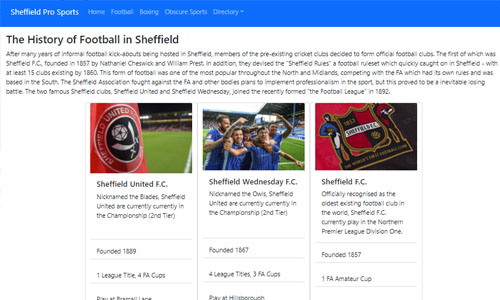 Sheffield Pro Sports Home Football Boxing Obscure Sports Directory
The History of Football in Sheffield
After many years of informal football kick-abouts being hosted in Sheffield, members of the pre-existing cricket clubs decided to form official football clubs. The first of which was
Sheffield F.C., founded in 1857 by Nathaniel Cheswick and William Prest. In addition, they devised the "Sheffield Rules" a football ruleset which quickly caught on in Sheffield - with
at least 15 clubs existing by 1860. This form of football was one of the most popular throughout the North and Midlands, competing with the FA which had its own rules and was
based in the South. The Sheffield Association fought against the FA and other bodies plans to implement professionalism in the sport, but this proved to be a inevitable losing
battle. The two famous Sheffield clubs, Sheffield United and Sheffield Wednesday, joined the recently formed "the Football League" in 1892.
Sheffield United F.C.
Nicknamed the Blades, Sheffield
United are currently currently in
the Championship (2nd Tier)
Founded 1889
1 League Title, 4 FA Cups
Play at Bramall Lane
Sheffield Wednesday F.C.
Nicknamed the Owls, Sheffield
United are currently currently in
the Championship (2nd Tier)
Founded 1867
4 League Titles, 3 FA Cups
Play at Hillsborough
1857
SHEFFIELD F.C.
WORLD'S FIRST FOOTBALL CLUB
Sheffield F.C.
Officially recognised as the
oldest existing football club in
the world, Sheffield F.C.
currently play in the Northern
Premier League Division One.
Founded 1857
1 FA Amateur Cup